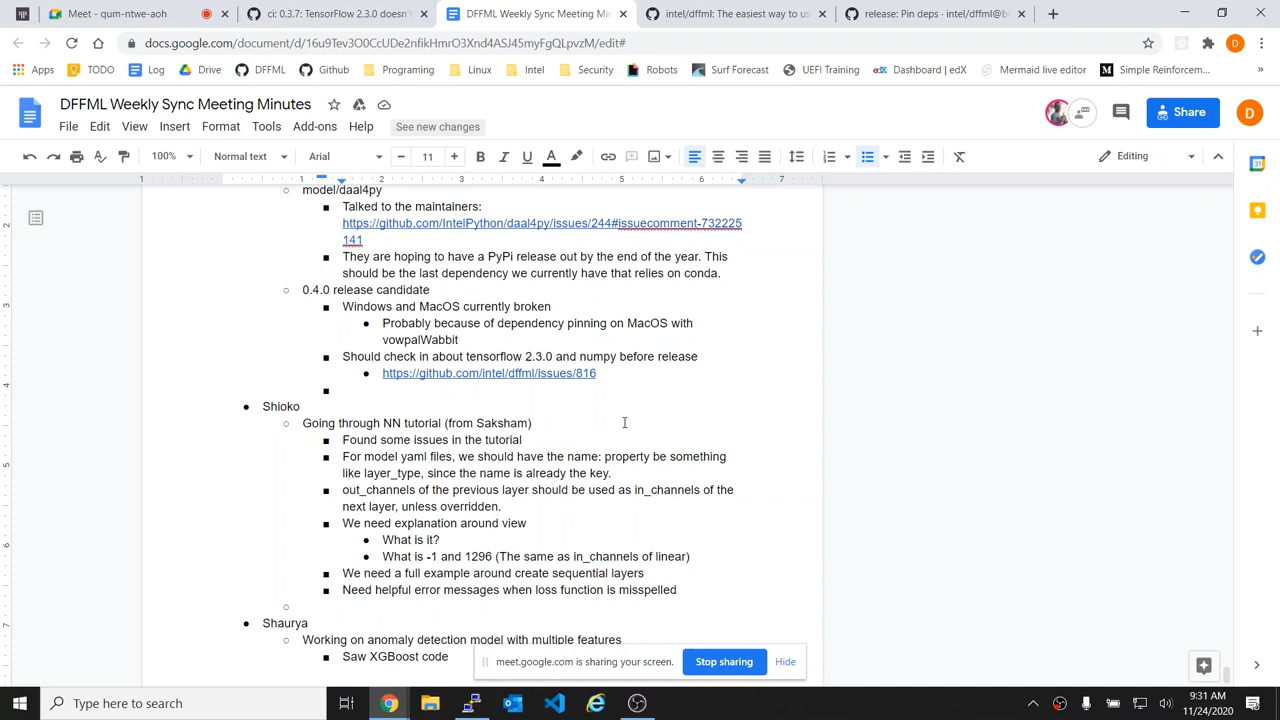 Meet - qum-ntwe-aoh
ci: 0.3.7: TensorFlow 2.3.0 doesn'
DFFML Weekly Sync Meeting Min
intel/dffml: The easiest way to us
release: Pin deps · intel/dffml@b
docs.google.com/document/d/16u9Tev3O0CcUDe2nfikHmrO3Xnd4ASJ45myFgQLpvzM/edit#
Apps TODO Log Drive DFFML Github Programing Linux Intel Security Robots Surf Forecast UEFI Training Dashboard | edX Mermaid live editor Simple Reinforcem...
DFFML Weekly Sync Meeting Minutes
Share
D
File Edit View Insert Format Tools Add-ons Help See new changes
100% Normal text Arial 11 B I U A Editing
1 1 2 3 4 5 6 7
model/daal4py
Talked to the maintainers:
https://github.com/IntelPython/daal4py/issues/244#issuecomment-732225
141
They are hoping to have a PyPi release out by the end of the year. This
should be the last dependency we currently have that relies on conda.
0.4.0 release candidate
Windows and MacOS currently broken
Probably because of dependency pinning on MacOS with
vowpalWabbit
Should check in about tensorflow 2.3.0 and numpy before release
https://github.com/intel/dffml/issues/816
Shioko
Going through NN tutorial (from Saksham)
Found some issues in the tutorial
For model yaml files, we should have the name: property be something
like layer_type, since the name is already the key.
out_channels of the previous layer should be used as in_channels of the
next layer, unless overridden.
We need explanation around view
What is it?
What is -1 and 1296 (The same as in_channels of linear)
We need a full example around create sequential layers
Need helpful error messages when loss function is misspelled
Shaurya
Working on anomaly detection model with multiple features
Saw XGBoost code
meet.google.com is sharing your screen. Stop sharing Hide
Type here to search
9:31 AM
11/24/2020